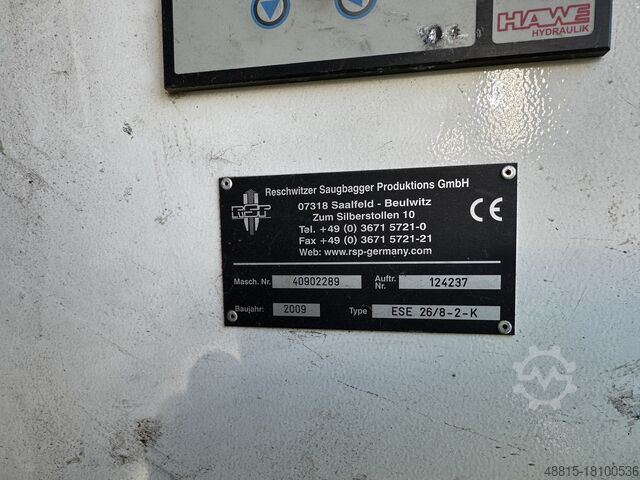 HAWE
HYDRAULIK
Reschwitzer Saugbagger Produktions GmbH
RSP
07318 Saalfeld - Beulwitz
Zum Silberstollen 10
Tel. +49 (0) 3671 5721-0
Fax +49 (0) 3671 5721-21
Web: www.rsp-germany.com
CE
Masch. Nr. 40902289 Auftr. Nr. 124237
Baujahr: 2009 Type ESE 26/8-2-K
48815-18100536